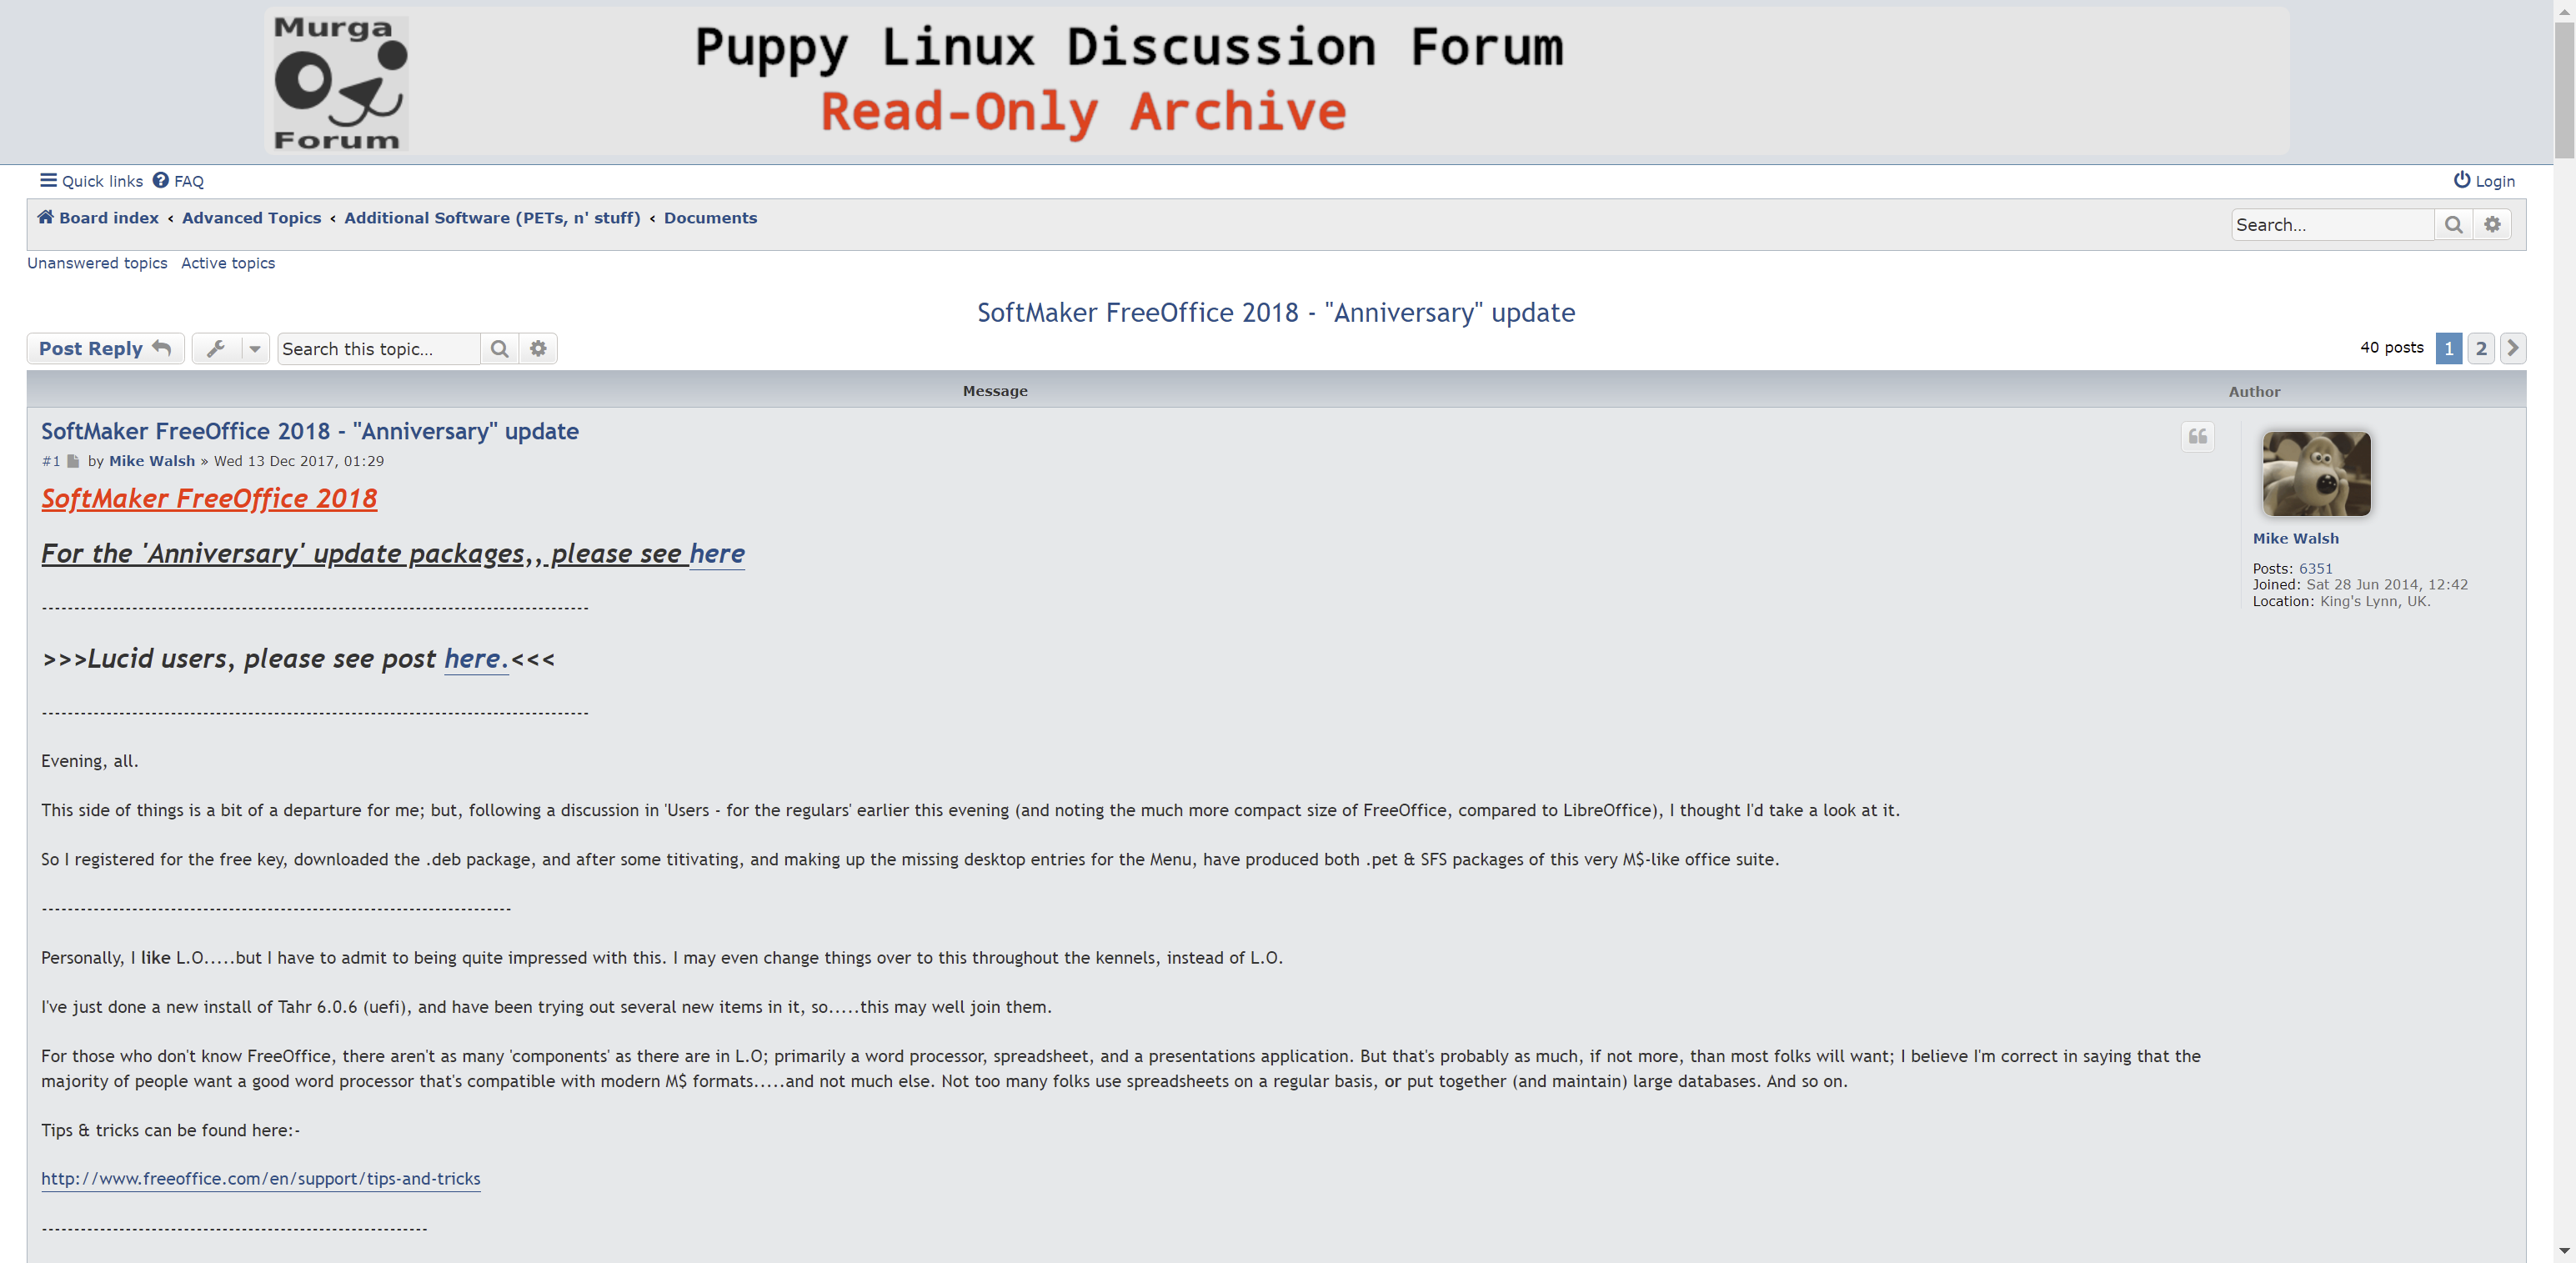 Murga
Forum
Puppy Linux Discussion Forum
Read-Only Archive
Quick links FAQ
Login
Board index ‹ Advanced Topics ‹ Additional Software (PETs, n' stuff) ‹ Documents
Search…
Unanswered topics Active topics
SoftMaker FreeOffice 2018 - "Anniversary" update
Post Reply
Search this topic…
40 posts 1 2
Message
Author
SoftMaker FreeOffice 2018 - "Anniversary" update
#1 by Mike Walsh » Wed 13 Dec 2017, 01:29
SoftMaker FreeOffice 2018
For the 'Anniversary' update packages,, please see here
-------------------------------------------------------------------------------------
>>>Lucid users, please see post here.<<<
-------------------------------------------------------------------------------------
Evening, all.
This side of things is a bit of a departure for me; but, following a discussion in 'Users - for the regulars' earlier this evening (and noting the much more compact size of FreeOffice, compared to LibreOffice), I thought I'd take a look at it.
So I registered for the free key, downloaded the .deb package, and after some titivating, and making up the missing desktop entries for the Menu, have produced both .pet & SFS packages of this very M$-like office suite.
-------------------------------------------------------------------------
Personally, I like L.O.....but I have to admit to being quite impressed with this. I may even change things over to this throughout the kennels, instead of L.O.
I've just done a new install of Tahr 6.0.6 (uefi), and have been trying out several new items in it, so.....this may well join them.
For those who don't know FreeOffice, there aren't as many 'components' as there are in L.O; primarily a word processor, spreadsheet, and a presentations application. But that's probably as much, if not more, than most folks will want; I believe I'm correct in saying that the
majority of people want a good word processor that's compatible with modern M$ formats.....and not much else. Not too many folks use spreadsheets on a regular basis, or put together (and maintain) large databases. And so on.
Tips & tricks can be found here:-
http://www.freeoffice.com/en/support/tips-and-tricks
------------------------------------------------------------
Mike Walsh
Posts: 6351
Joined: Sat 28 Jun 2014, 12:42
Location: King's Lynn, UK.